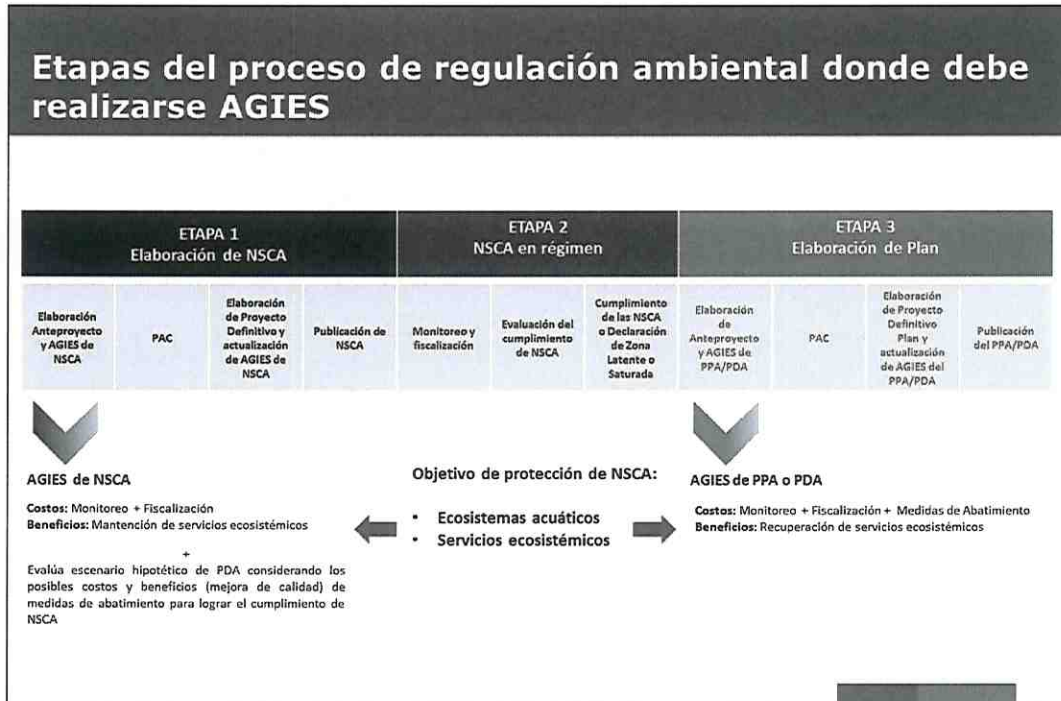 Etapas del proceso de regulación ambiental donde debe
realizarse AGIES
ETAPA 1
Elaboración de NSCA
ETAPA 2
NSCA en régimen
ETAPA 3
Elaboración de Plan
Elaboración
Anteproyecto
y AGIES de
NSCA
PAC
Elaboración
de Proyecto
Definitivo y
actualización
de AGIES de
NSCA
Publicación de
NSCA
Monitoreo y
fiscalización
Evaluación del
cumplimiento
de NSCA
Cumplimiento
de las NSCA
o Declaración
de Zona
Latente o
Saturada
Elaboración
de
Anteproyecto
y AGIES de
PPA/PDA
PAC
Elaboración
de Proyecto
Definitivo
Plan y
actualización
de AGIES del
PPA/PDA
Publicación
del PPA/PDA
AGIES de NSCA
Costos: Monitoreo + Fiscalización
Beneficios: Mantención de servicios ecosistémicos
+
Evalúa escenario hipotético de PDA considerando los
posibles costos y beneficios (mejora de calidad) de
medidas de abatimiento para lograr el cumplimiento de
NSCA
Objetivo de protección de NSCA:
• Ecosistemas acuáticos
• Servicios ecosistémicos
AGIES de PPA o PDA
Costos: Monitoreo + Fiscalización + Medidas de Abatimiento
Beneficios: Recuperación de servicios ecosistémicos